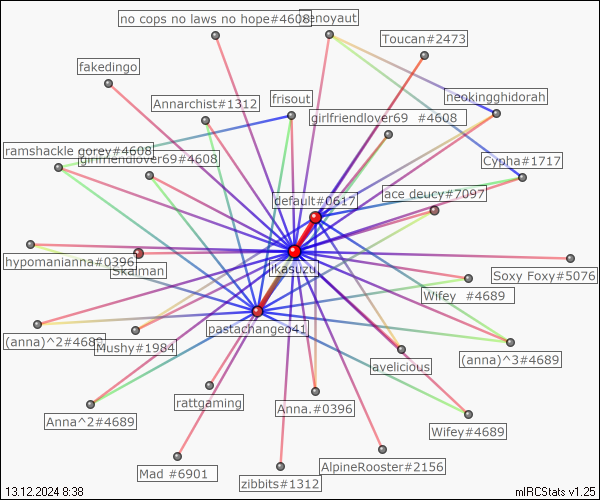 no cops no laws no hope#4608
enoyaut
Toucan#2473
fakedingo
neokingghidorah
Annarchist#1312
frisout
girlfriendlover69 #4608
ramshackle gorey#4608
girlfriendlover69#4608
Cypha#1717
ace deucy#7097
default#0617
hypomanianna#0396
Skalman
ikasuzu
Soxy Foxy#5076
Wifey #4689
pastachangeo41
(anna)^2#4689
Mushy#1984
(anna)^3#4689
avelicious
rattgaming
Anna.#0396
Anna^2#4689
Wifey#4689
Mad #6901
AlpineRooster#2156
zibbits#1312
13.12.2024 8:38
mIRCStats v1.25